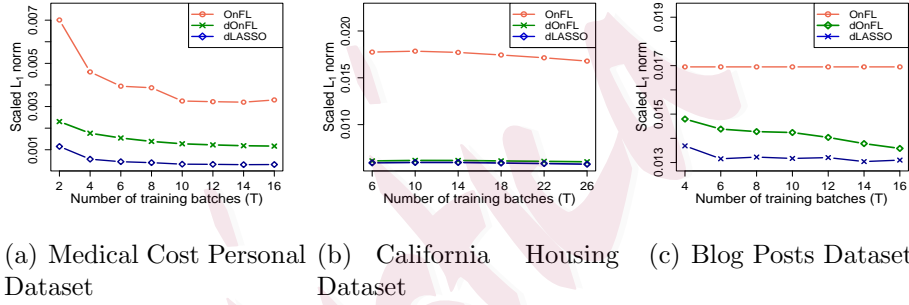 OnFL
dOnFL
dLASSO
Scaled L1 norm
0.001 0.003 0.005 0.007
2 4 6 8 10 12 14 16
Number of training batches (T)
OnFL
dOnFL
dLASSO
Scaled L1 norm
0.010 0.015 0.020
6 10 14 18 22 26
Number of training batches (T)
OnFL
dOnFL
dLASSO
Scaled L1 norm
0.013 0.015 0.017 0.019
4 6 8 10 12 14 16
Number of training batches (T)
(a) Medical Cost Personal Dataset
(b) California Housing Dataset
(c) Blog Posts Dataset